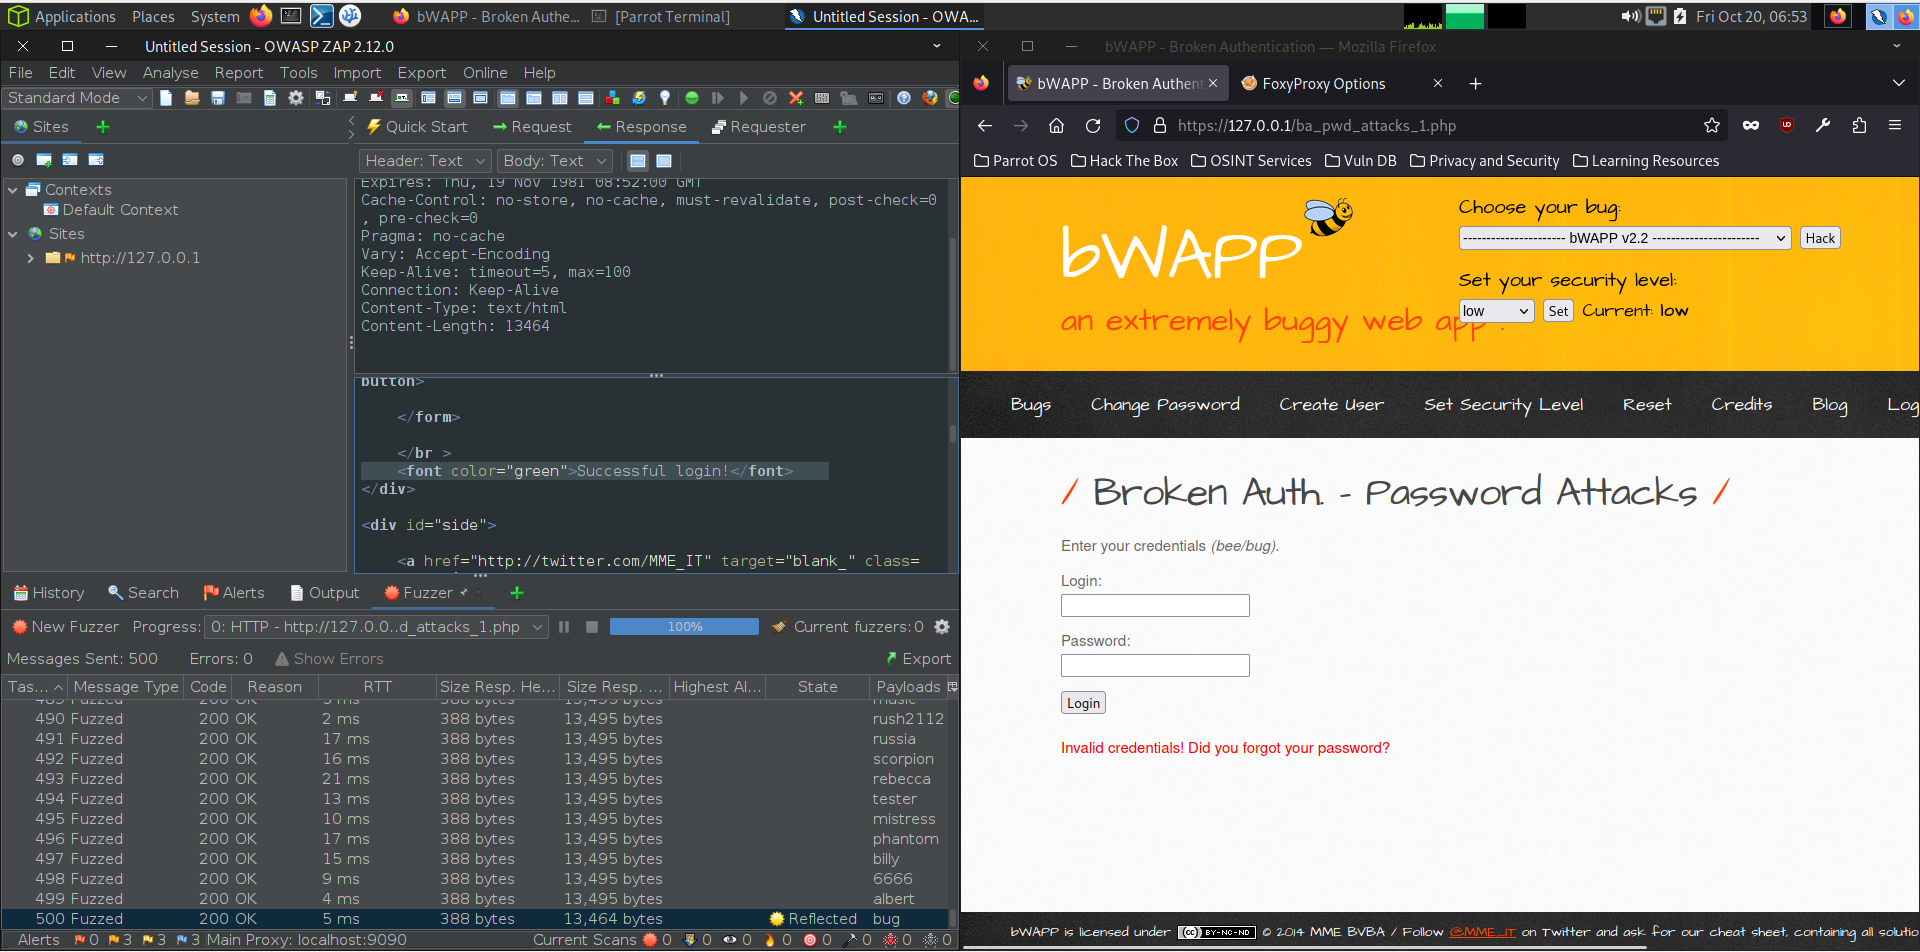 Applications Places System bWAPP - Broken Authe... [Parrot Terminal] Untitled Session - OWA... Fri Oct 20, 06:53
Untitled Session - OWASP ZAP 2.12.0
File Edit View Analyse Report Tools Import Export Online Help
Standard Mode
Sites
Quick Start Request Response Requester
Header: Text Body: Text
Contexts
Default Context
Sites
http://127.0.0.1
Expires: Thu, 19 Nov 1981 08:52:00 GMT
Cache-Control: no-store, no-cache, must-revalidate, post-check=0
, pre-check=0
Pragma: no-cache
Vary: Accept-Encoding
Keep-Alive: timeout=5, max=100
Connection: Keep-Alive
Content-Type: text/html
Content-Length: 13464
button>
</form>
</br >
<font color="green">Successful login!</font>
</div>
<div id="side">
<a href="http://twitter.com/MME_IT" target="blank_" class=
History Search Alerts Output Fuzzer
New Fuzzer Progress: 0: HTTP - http://127.0.0..d_attacks_1.php 100% Current fuzzers: 0
Messages Sent: 500 Errors: 0 Show Errors Export
Tas... Message Type Code Reason RTT Size Resp. He... Size Resp. ... Highest Al... State Payloads
489 Fuzzed 200 OK 388 bytes 13,495 bytes music
490 Fuzzed 200 OK 2 ms 388 bytes 13,495 bytes rush2112
491 Fuzzed 200 OK 17 ms 388 bytes 13,495 bytes russia
492 Fuzzed 200 OK 16 ms 388 bytes 13,495 bytes scorpion
493 Fuzzed 200 OK 21 ms 388 bytes 13,495 bytes rebecca
494 Fuzzed 200 OK 13 ms 388 bytes 13,495 bytes tester
495 Fuzzed 200 OK 10 ms 388 bytes 13,495 bytes mistress
496 Fuzzed 200 OK 17 ms 388 bytes 13,495 bytes phantom
497 Fuzzed 200 OK 15 ms 388 bytes 13,495 bytes billy
498 Fuzzed 200 OK 9 ms 388 bytes 13,495 bytes 6666
499 Fuzzed 200 OK 4 ms 388 bytes 13,495 bytes albert
500 Fuzzed 200 OK 5 ms 388 bytes 13,464 bytes Reflected bug
Alerts 0 3 3 3 Main Proxy: localhost:9090 Current Scans 0 0 0 0 0 0 0 0
bWAPP - Broken Authentication — Mozilla Firefox
bWAPP - Broken Authent FoxyProxy Options
https://127.0.0.1/ba_pwd_attacks_1.php
Parrot OS Hack The Box OSINT Services Vuln DB Privacy and Security Learning Resources
bWAPP
an extremely buggy web app !
Choose your bug:
---------------------- bWAPP v2.2 ----------------------- Hack
Set your security level:
low Set Current: low
Bugs Change Password Create User Set Security Level Reset Credits Blog Log
/ Broken Auth. - Password Attacks /
Enter your credentials (bee/bug).
Login:
Password:
Login
Invalid credentials! Did you forgot your password?
bWAPP is licensed under (cc) BY-NC-ND © 2014 MME BVBA / Follow @MME_IT on Twitter and ask for our cheat sheet, containing all solutio